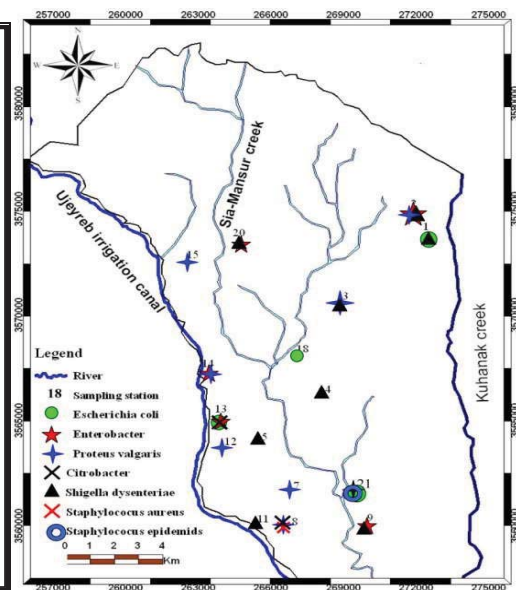 257000 260000 263000 266000 269000 272000 275000
N
W E
S
3580000
3575000
3570000
3565000
3560000
Sia-Mansur creek
Ujeyreb irrigation canal
Kuhanak creek
2
1
20
15
3
18
14
4
13
5
12
7
21
11
8
9
Legend
River
18 Sampling station
Escherichia coli
Enterobacter
Proteus valgaris
Citrobacter
Shigella dysenteriae
Staphylococus aureus
Staphylococus epidemids
0 1 2 3 4
Km
257000 260000 263000 266000 269000 272000 275000